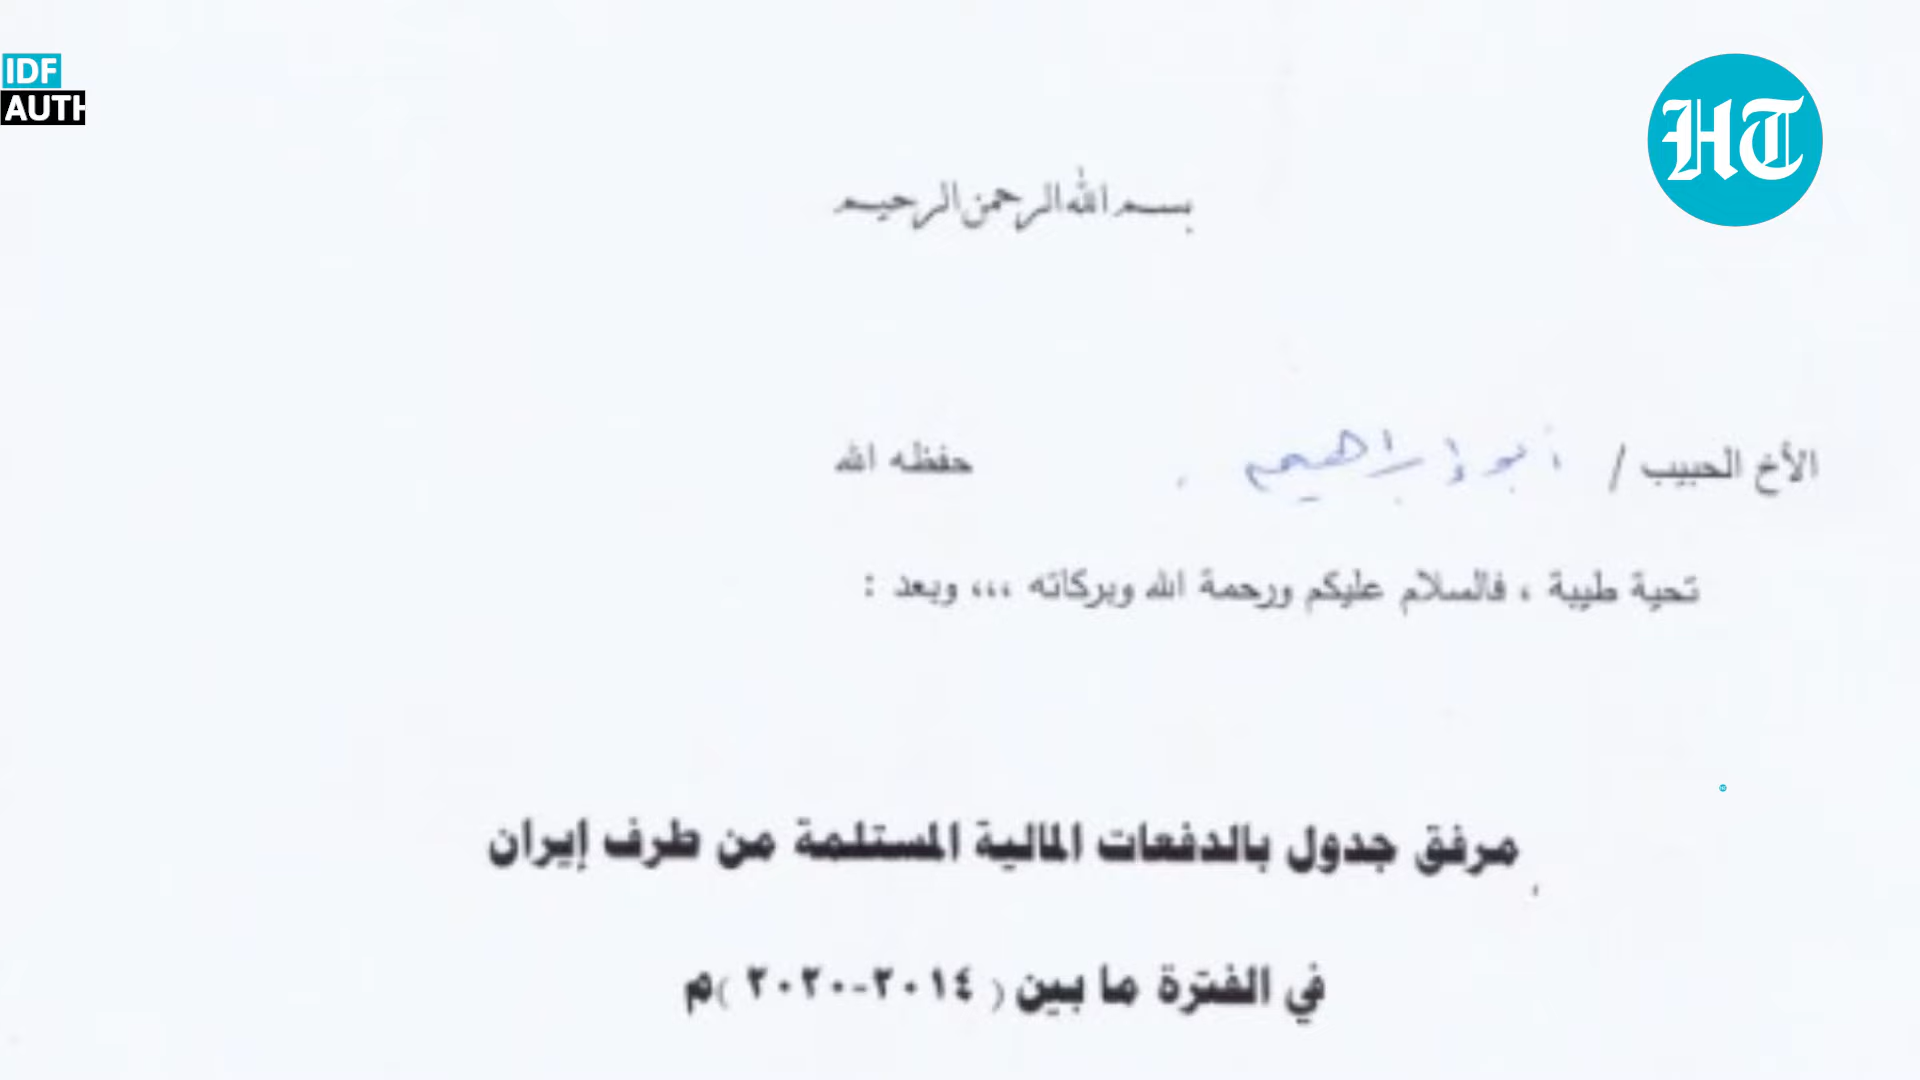 IDF
AUTH
HT
بسم الله الرحمن الرحيم
الأخ الحبيب / أبو إبراهيم حفظه الله
تحية طيبة ، فالسلام عليكم ورحمة الله وبركاته ،،، وبعد :
مرفق جدول بالدفعات المالية المستلمة من طرف إيران
في الفترة ما بين ( ٢٠١٤-٢٠٢٠ )م